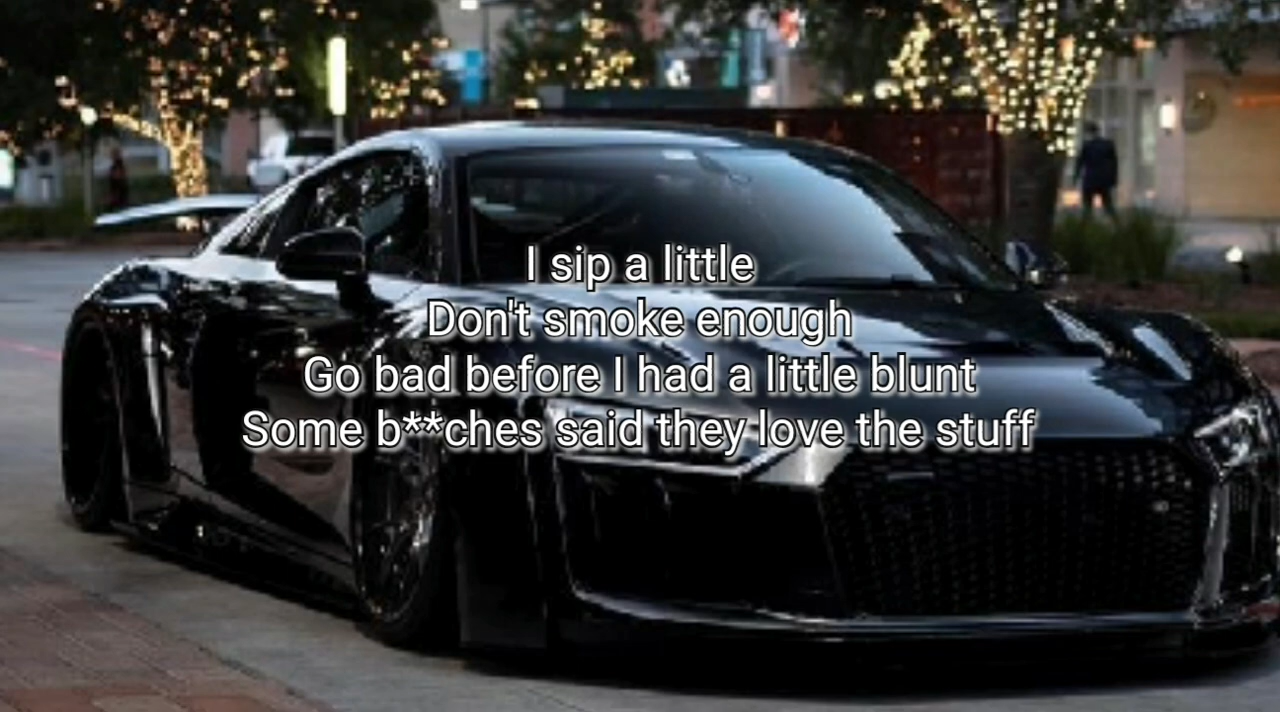 I sip a little
Don't smoke enough
Go bad before I had a little blunt
Some b**ches said they love the stuff